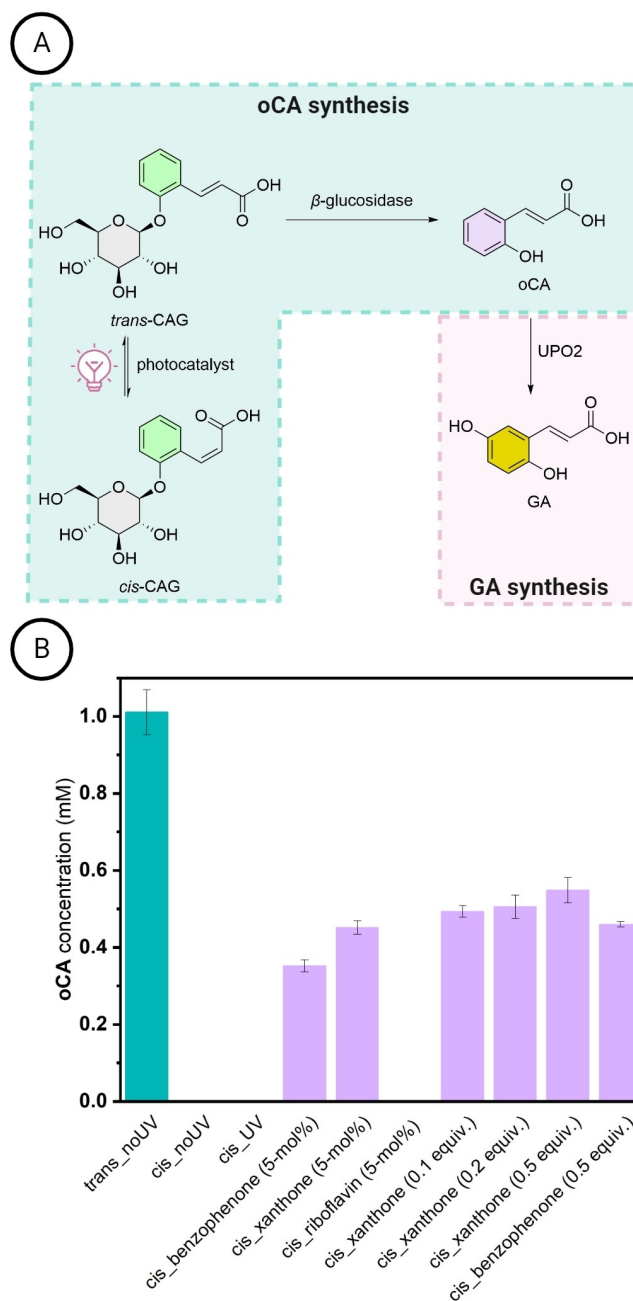 A
oCA synthesis
OH
O
O
O
HO
HO
OH
OH
trans-CAG
β-glucosidase
O
OH
OH
oCA
photocatalyst
UPO2
O
OH
O
O
HO
HO
OH
OH
cis-CAG
HO
O
OH
OH
GA
GA synthesis
B
oCA concentration (mM)
1.0
0.8
0.6
0.4
0.2
0.0
trans_noUV
cis_noUV
cis_UV
cis_benzophenone (5-mol%)
cis_xanthone (5-mol%)
cis_riboflavin (5-mol%)
cis_xanthone (0.1 equiv.)
cis_xanthone (0.2 equiv.)
cis_xanthone (0.5 equiv.)
cis_benzophenone (0.5 equiv.)